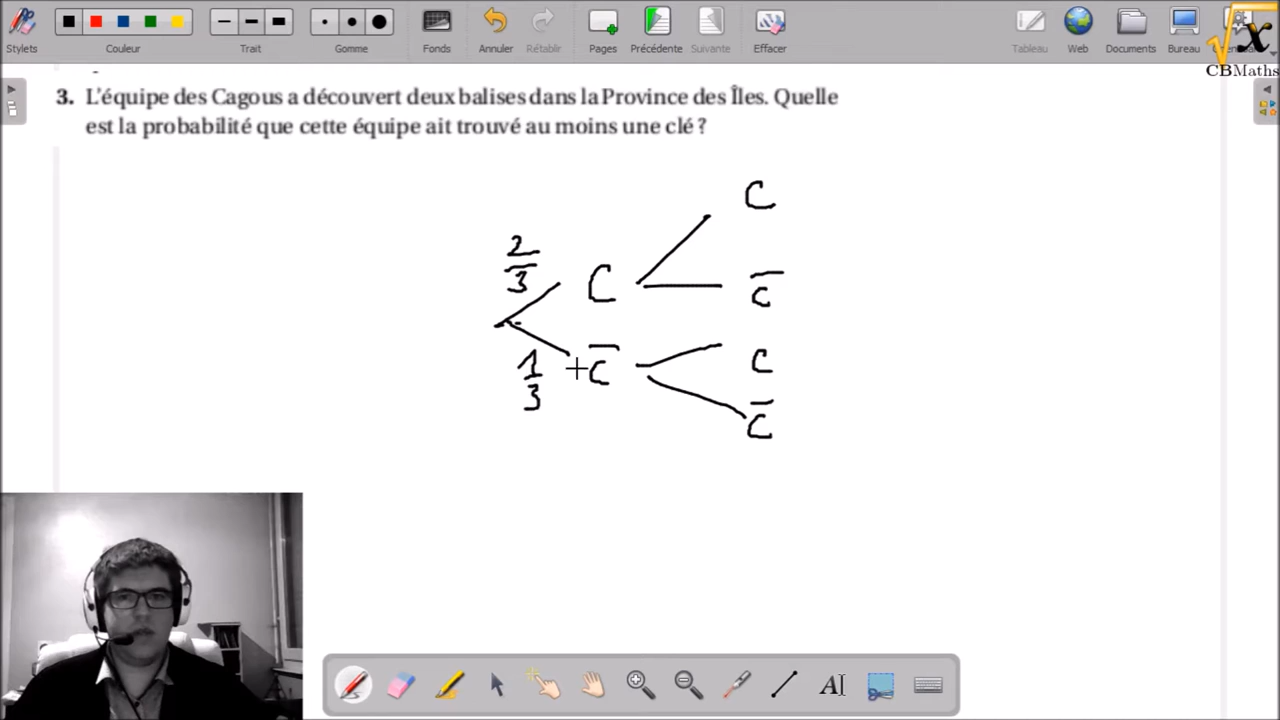 Stylets Couleur Trait Gomme Fonds Annuler Rétablir Pages Précédente Suivante Effacer Tableau Web Documents Bureau
CBMaths
3. L'équipe des Cagous a découvert deux balises dans la Province des Îles. Quelle
est la probabilité que cette équipe ait trouvé au moins une clé ?
C
2/3 C
C̅
1/3 C̅
C
C̅
AI